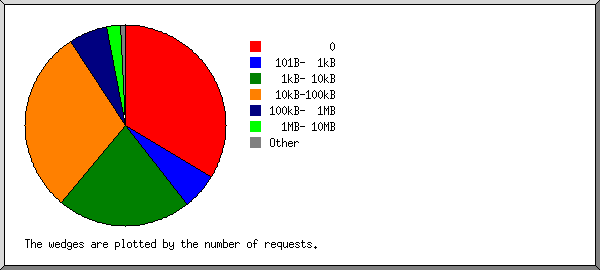 0
101B- 1kB
1kB- 10kB
10kB-100kB
100kB- 1MB
1MB- 10MB
Other
The wedges are plotted by the number of requests.